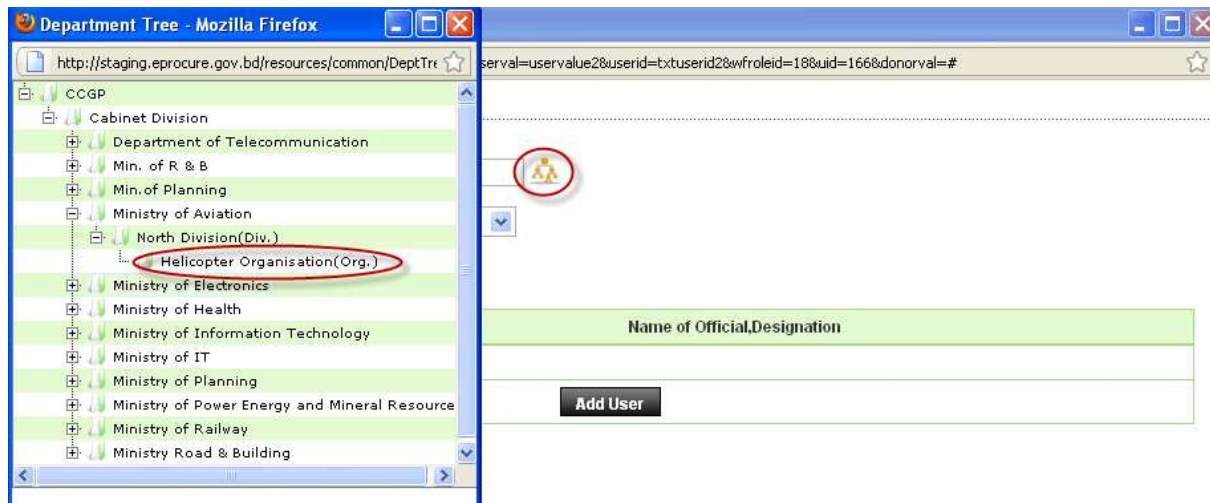 Department Tree - Mozilla Firefox
http://staging.eprocure.gov.bd/resources/common/DeptTre
serval=uservalue2&userid=txtuserid2&wfroleid=18&uid=166&donorval=#
CCGP
Cabinet Division
Department of Telecommunication
Min. of R & B
Min.of Planning
Ministry of Aviation
North Division(Div.)
Helicopter Organisation(Org.)
Ministry of Electronics
Ministry of Health
Ministry of Information Technology
Ministry of IT
Ministry of Planning
Ministry of Power Energy and Mineral Resource
Ministry of Railway
Ministry Road & Building
Name of Official,Designation
Add User